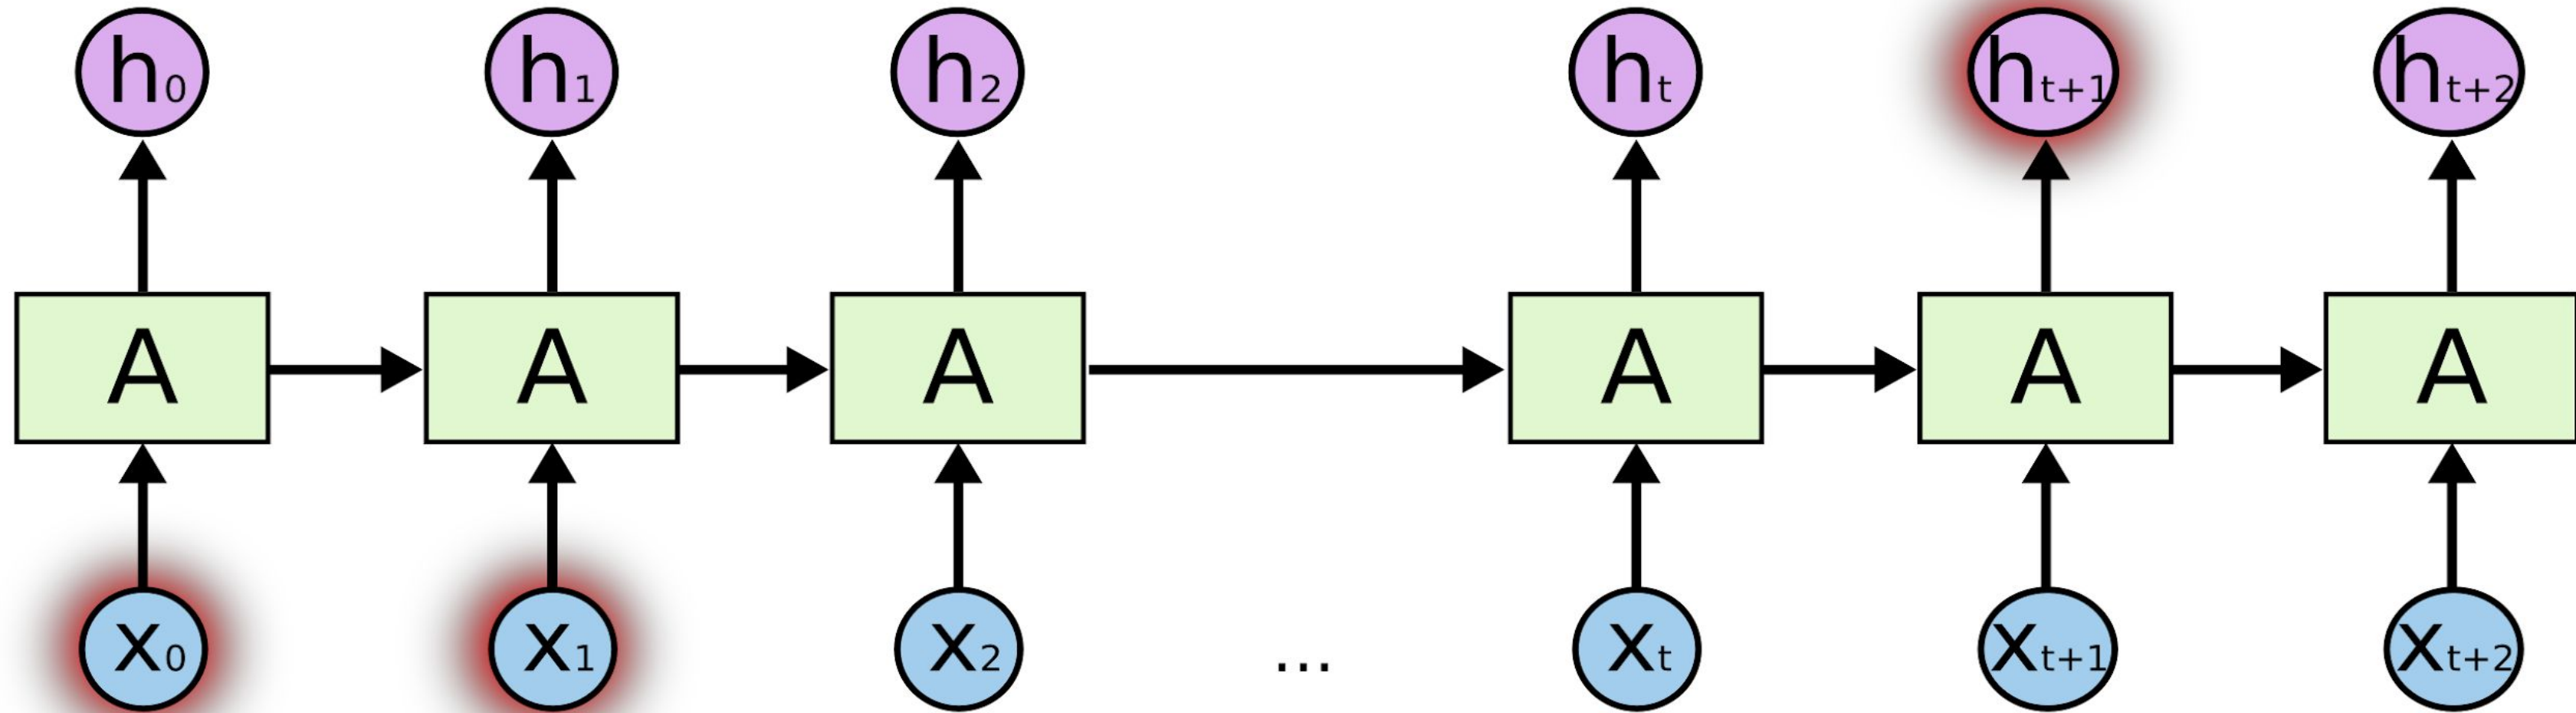 h0 h1 h2 ht ht+1 ht+2
A A A A A A
x0 x1 x2 ... xt xt+1 xt+2